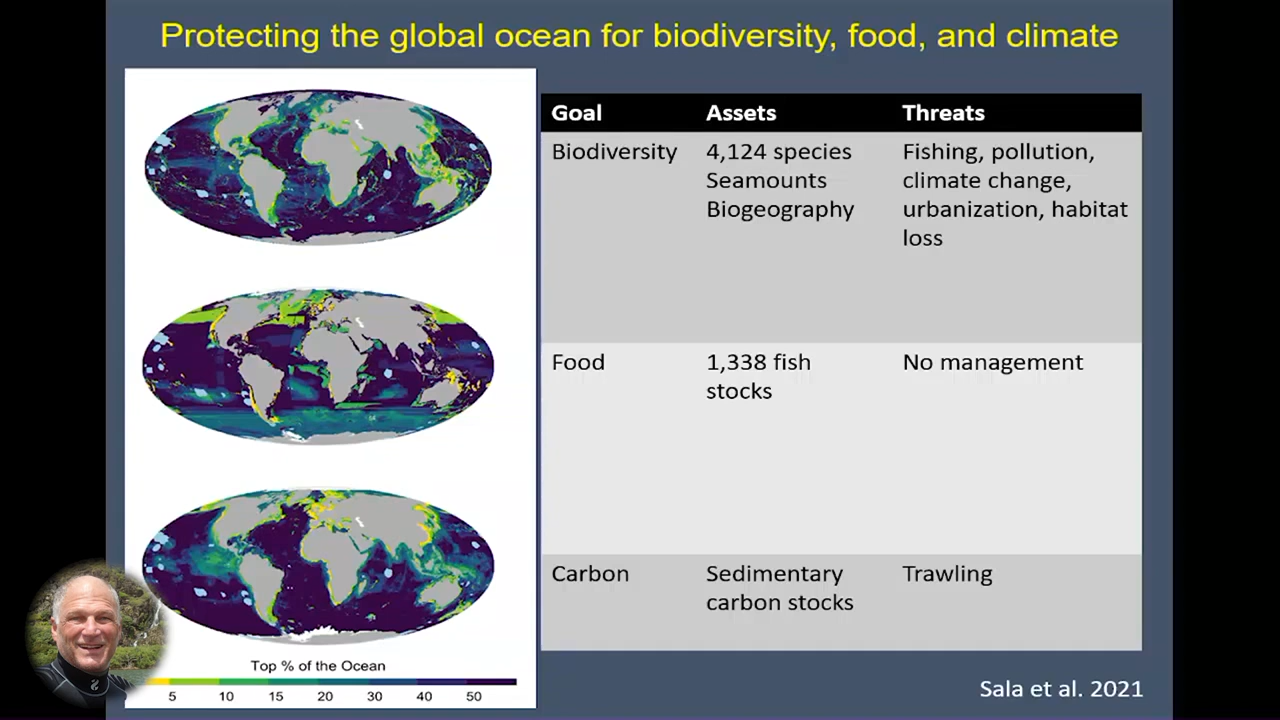 Protecting the global ocean for biodiversity, food, and climate
Goal Assets Threats
Biodiversity 4,124 species Fishing, pollution,
Seamounts climate change,
Biogeography urbanization, habitat
loss
Food 1,338 fish No management
stocks
Carbon Sedimentary Trawling
carbon stocks
Top % of the Ocean
5 10 15 20 30 40 50
Sala et al. 2021